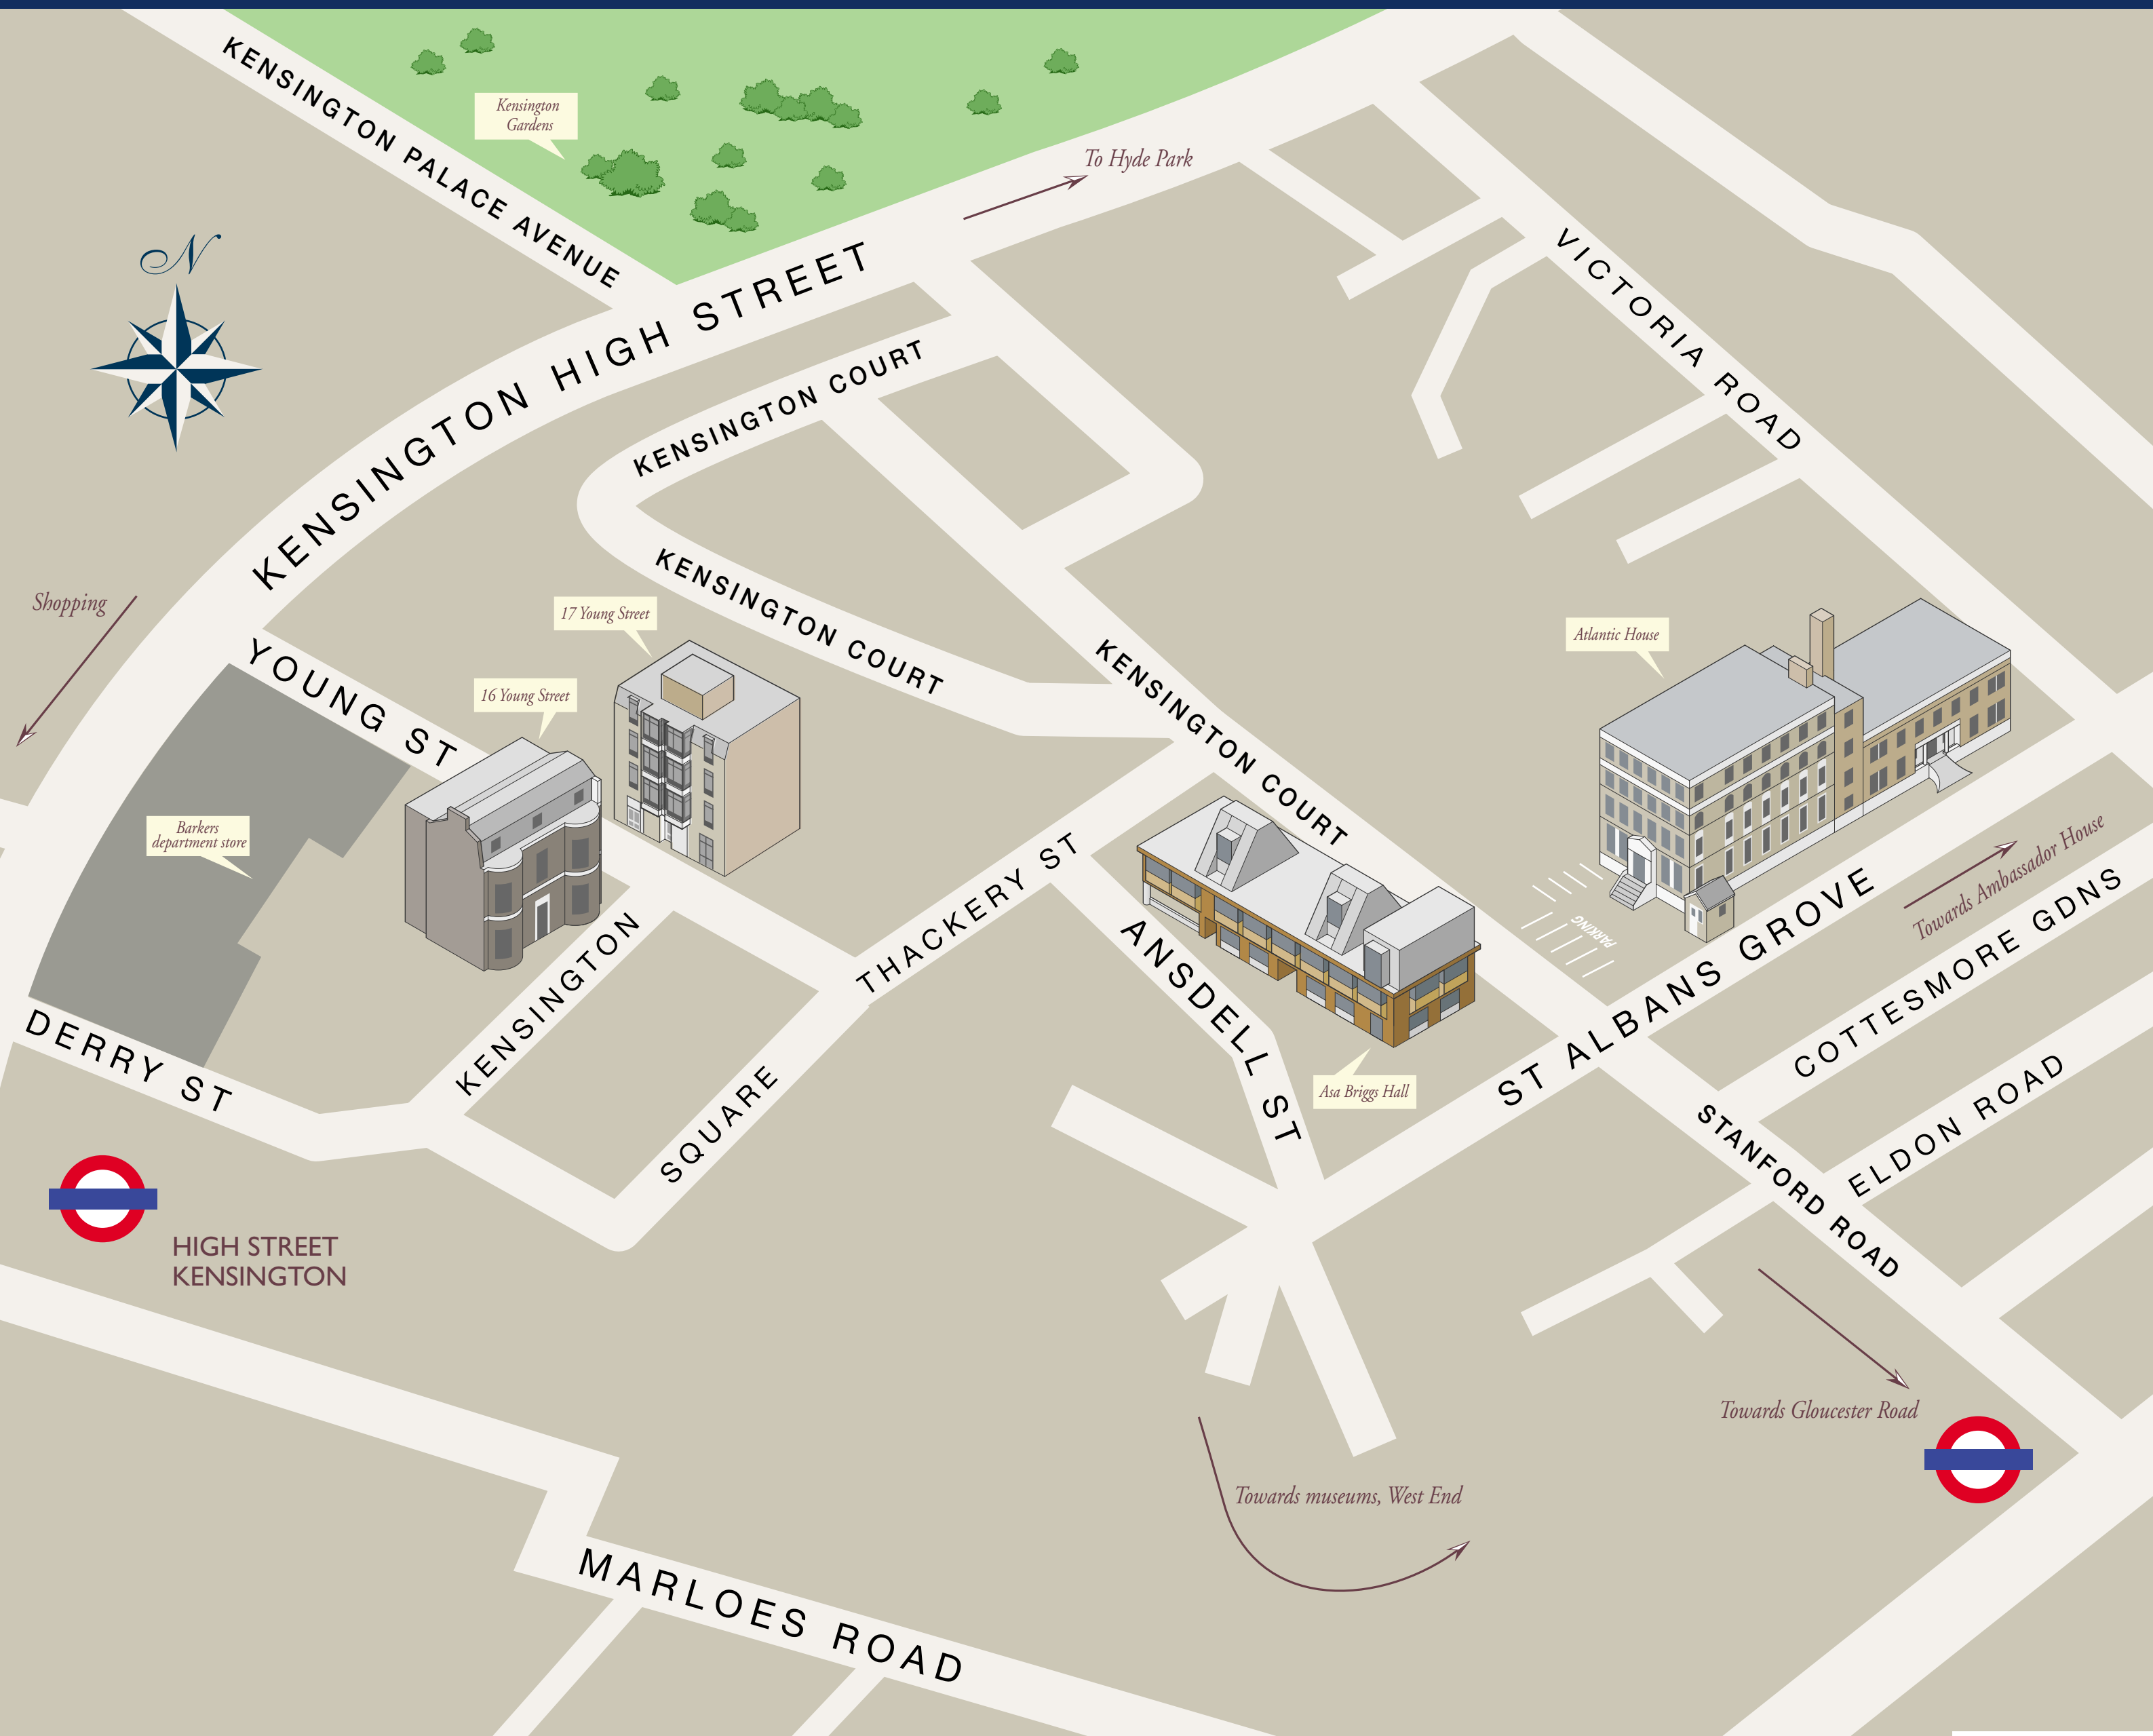 KENSINGTON PALACE AVENUE
Kensington
Gardens
To Hyde Park
N
KENSINGTON HIGH STREET
VICTORIA ROAD
KENSINGTON COURT
KENSINGTON COURT
Shopping
17 Young Street
Atlantic House
YOUNG ST
16 Young Street
KENSINGTON COURT
Barkers
department store
THACKERY ST
PARKING
Towards Ambassador House
ANSDELL ST
ST ALBANS GROVE
COTTESMORE GDNS
KENSINGTON
SQUARE
DERRY ST
Asa Briggs Hall
ELDON ROAD
STANFORD ROAD
HIGH STREET
KENSINGTON
Towards Gloucester Road
Towards museums, West End
MARLOES ROAD